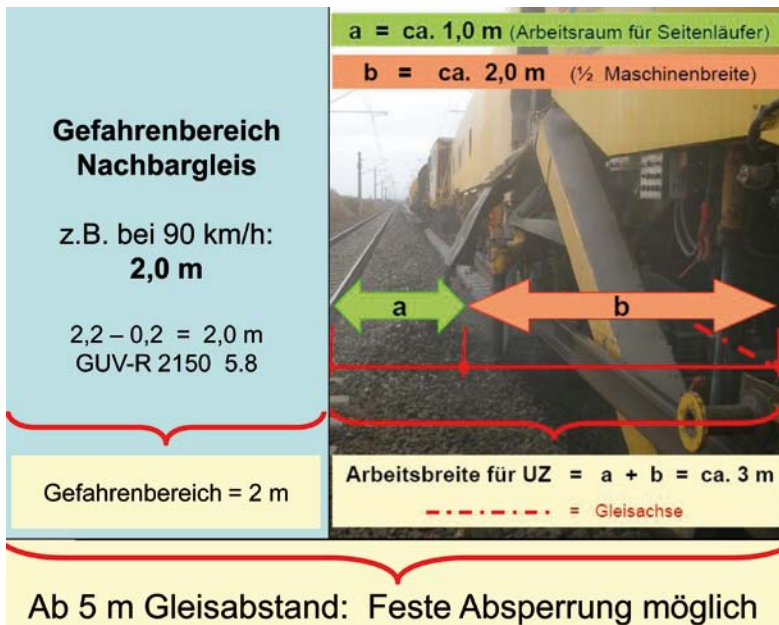 a = ca. 1,0 m (Arbeitsraum für Seitenläufer)
b = ca. 2,0 m (½ Maschinenbreite)
Gefahrenbereich
Nachbargleis
z.B. bei 90 km/h:
2,0 m
2,2 – 0,2 = 2,0 m
GUV-R 2150 5.8
a
b
Gefahrenbereich = 2 m
Arbeitsbreite für UZ = a + b = ca. 3 m
= Gleisachse
Ab 5 m Gleisabstand: Feste Absperrung möglich